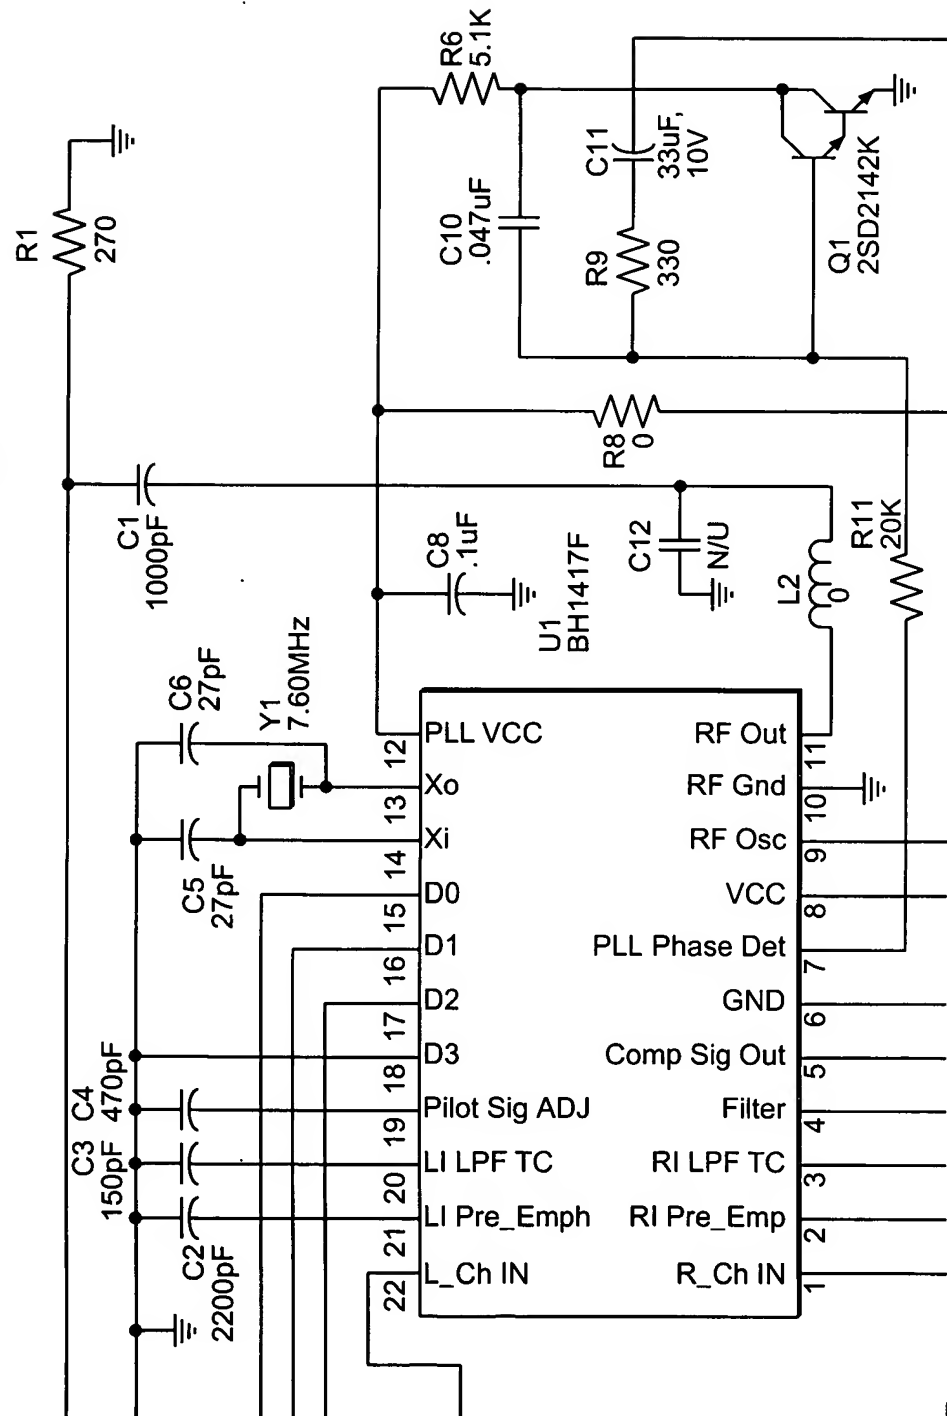 R6
5.1K
R1
270
C11
33uF,
10V
C10
.047uF
R9
330
Q1
2SD2142K
R8
0
C1
1000pF
C8
.1uF
C12
N/U
L2
0
R11
20K
U1
BH1417F
C6
27pF
Y1
7.60MHz
C5
27pF
12
PLL VCC
RF Out
11
13
Xo
RF Gnd
10
14
Xi
RF Osc
9
15
D0
VCC
8
16
D1
PLL Phase Det
7
17
D2
GND
6
18
D3
Comp Sig Out
5
C4
470pF
19
Pilot Sig ADJ
Filter
4
C3
150pF
20
LI LPF TC
RI LPF TC
3
21
LI Pre_Emph
RI Pre_Emp
2
C2
2200pF
22
L_Ch IN
R_Ch IN
1